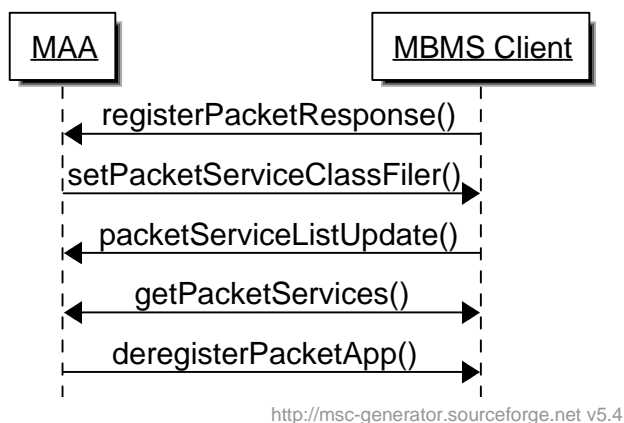 MAA
MBMS Client
registerPacketResponse()
setPacketServiceClassFiler()
packetServiceListUpdate()
getPacketServices()
deregisterPacketApp()
http://msc-generator.sourceforge.net v5.4